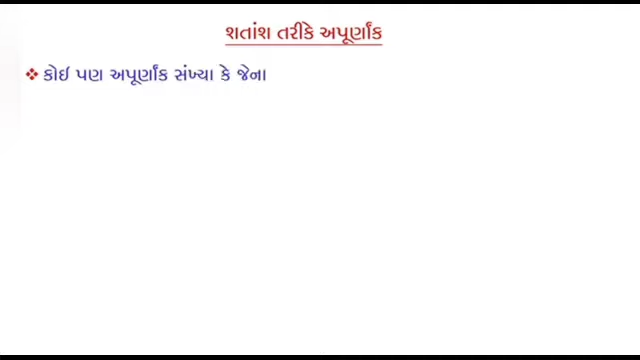 શતાંશ તરીકે અપૂર્ણાંક
❖ કોઈ પણ અપૂર્ણાંક સંખ્યા કે જેના